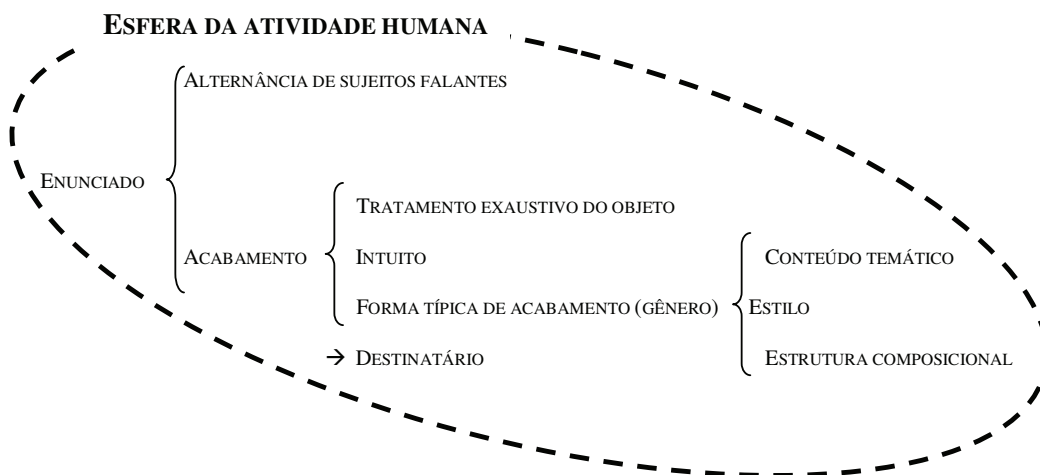 ESFERA DA ATIVIDADE HUMANA
ALTERNÂNCIA DE SUJEITOS FALANTES
ENUNCIADO
TRATAMENTO EXAUSTIVO DO OBJETO
ACABAMENTO
INTUITO
CONTEÚDO TEMÁTICO
FORMA TÍPICA DE ACABAMENTO (GÊNERO)
ESTILO
→ DESTINATÁRIO
ESTRUTURA COMPOSICIONAL